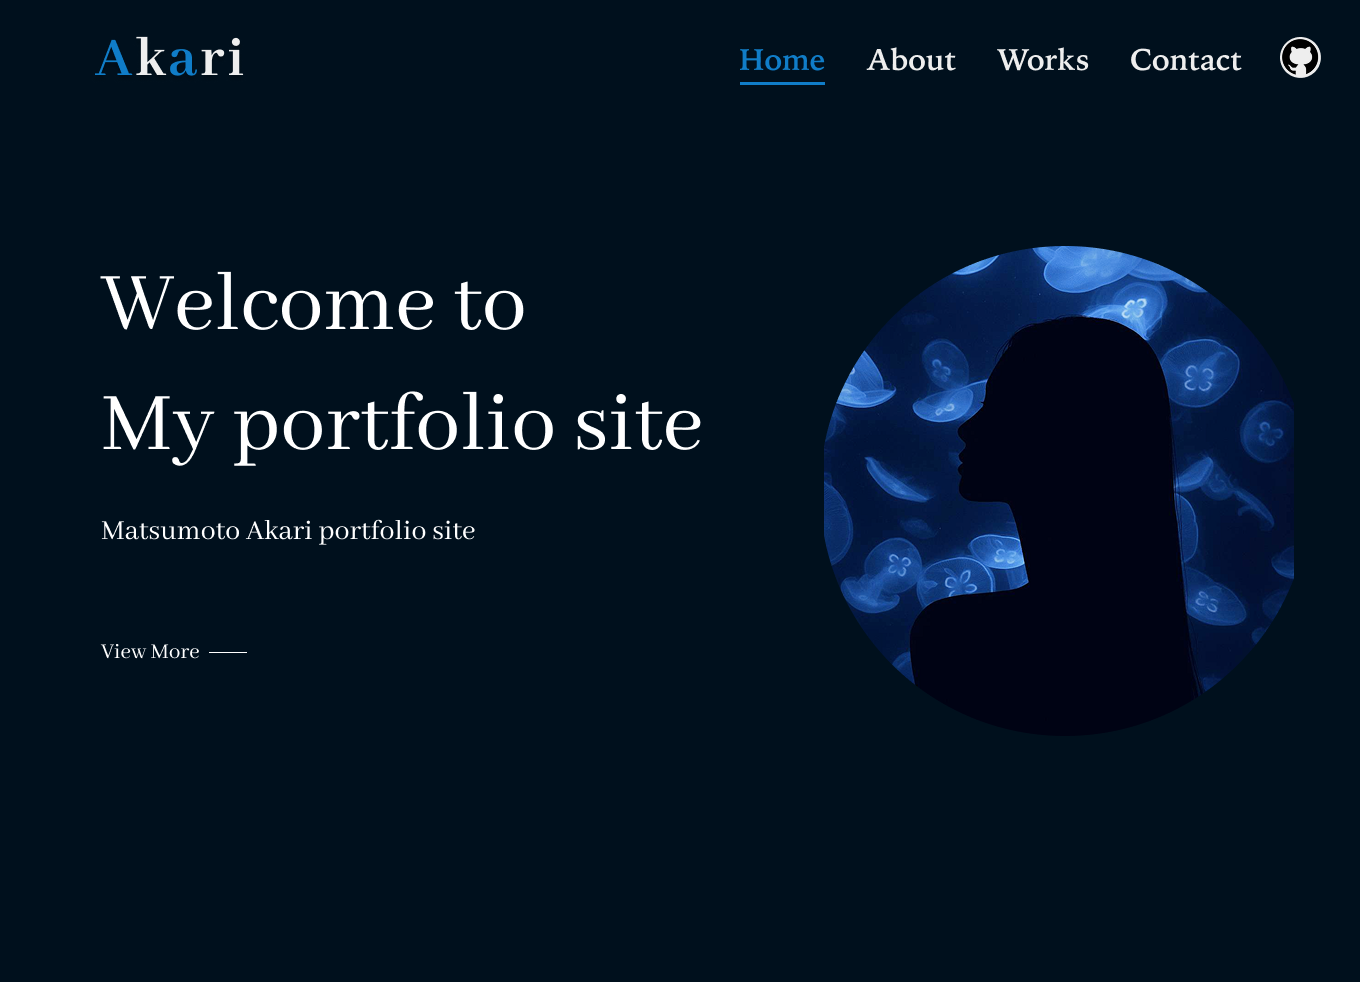 Akari
Home About Works Contact
Welcome to
My portfolio site
Matsumoto Akari portfolio site
View More